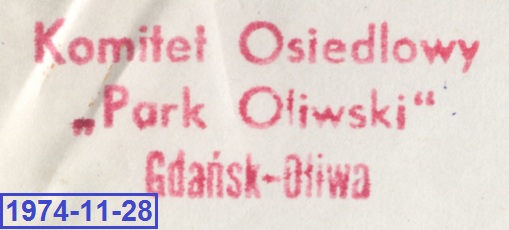 Komitet Osiedlowy
„Park Oliwski“
Gdańsk-Oliwa
1974-11-28